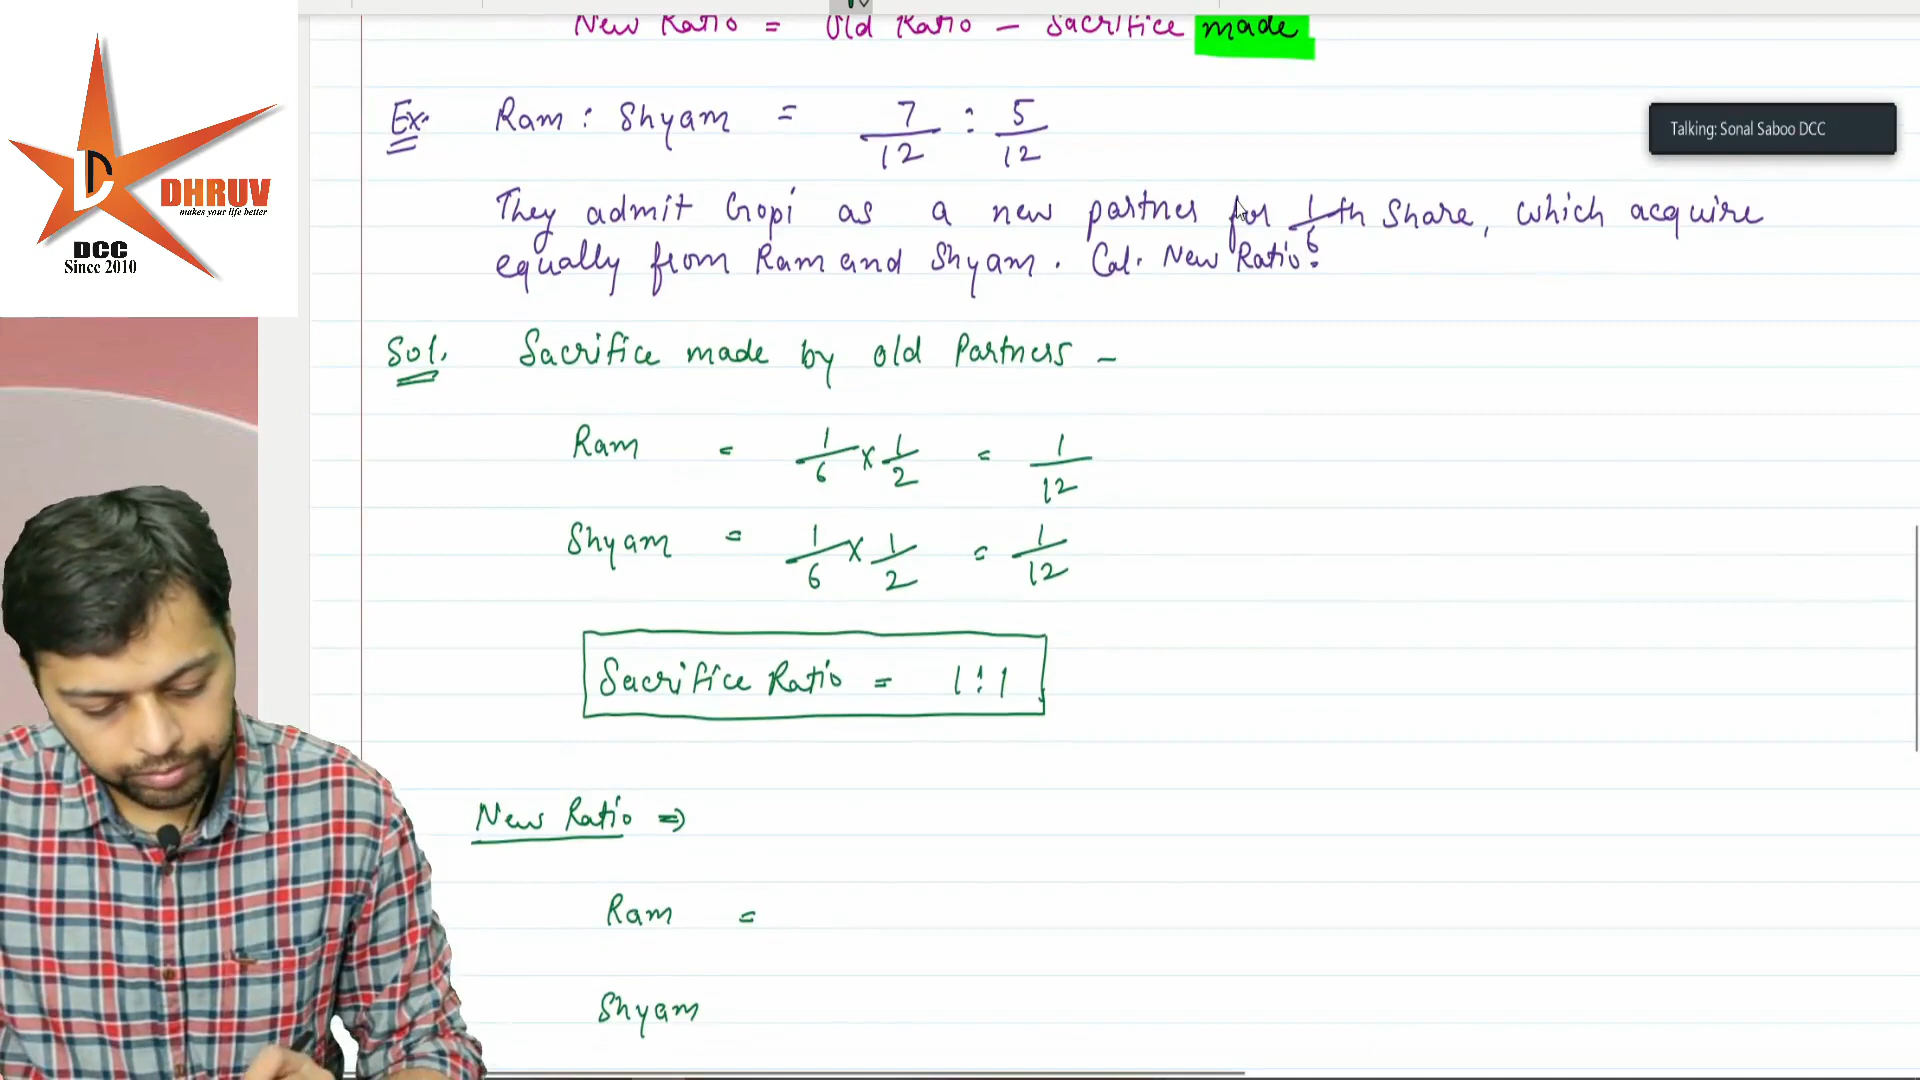 New Ratio = Old Ratio - Sacrifice made
Ex. Ram : Shyam = 7/12 : 5/12
They admit Gopi as a new partner for 1/6th Share, which acquire
equally from Ram and Shyam. Cal. New Ratio?
Sol. Sacrifice made by old Partners -
Ram = 1/6 x 1/2 = 1/12
Shyam = 1/6 x 1/2 = 1/12
Sacrifice Ratio = 1:1
New Ratio ⇒
Ram =
Shyam
D
DHRUV
makes your life better
DCC
Since 2010
Talking: Sonal Saboo DCC